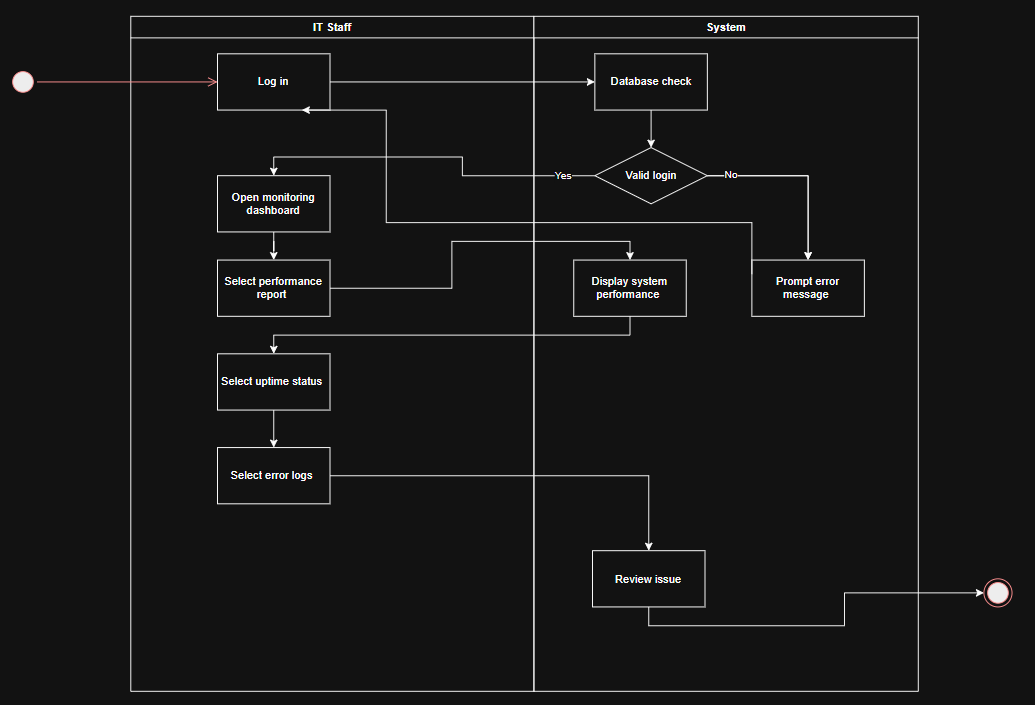 IT Staff
System
Log in
Database check
Yes
Valid login
No
Open monitoring
dashboard
Select performance
report
Display system
performance
Prompt error
message
Select uptime status
Select error logs
Review issue